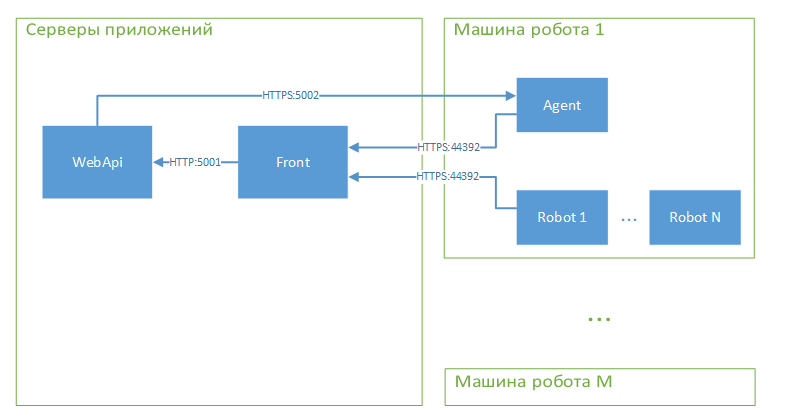 Серверы приложений
Машина робота 1
HTTPS:5002
Agent
WebApi
HTTP:5001
Front
HTTPS:44392
HTTPS:44392
Robot 1
...
Robot N
...
Машина робота M